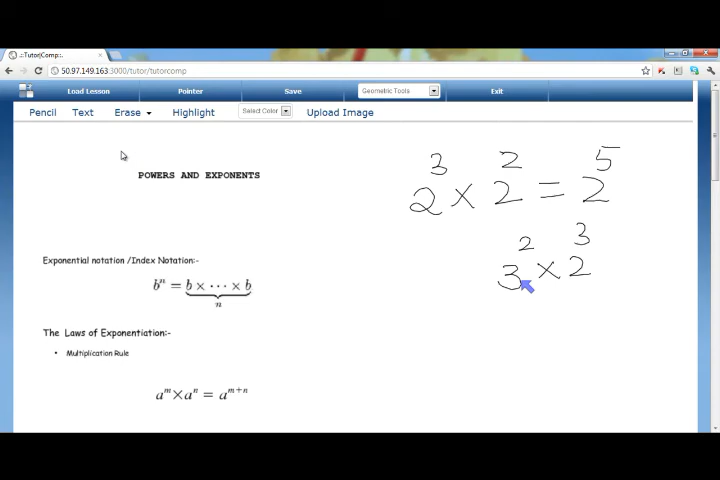 .::Tutor|Comp::.
50.97.149.163:3000/tutor/tutorcomp
Load Lesson Pointer Save Geometric Tools Exit
Pencil Text Erase Highlight Select Color Upload Image
POWERS AND EXPONENTS
2³ × 2² = 2⁵
3² × 2³
Exponential notation /Index Notation:-
bⁿ = b × ··· × b
n
The Laws of Exponentiation:-
• Multiplication Rule
aᵐ × aⁿ = aᵐ⁺ⁿ